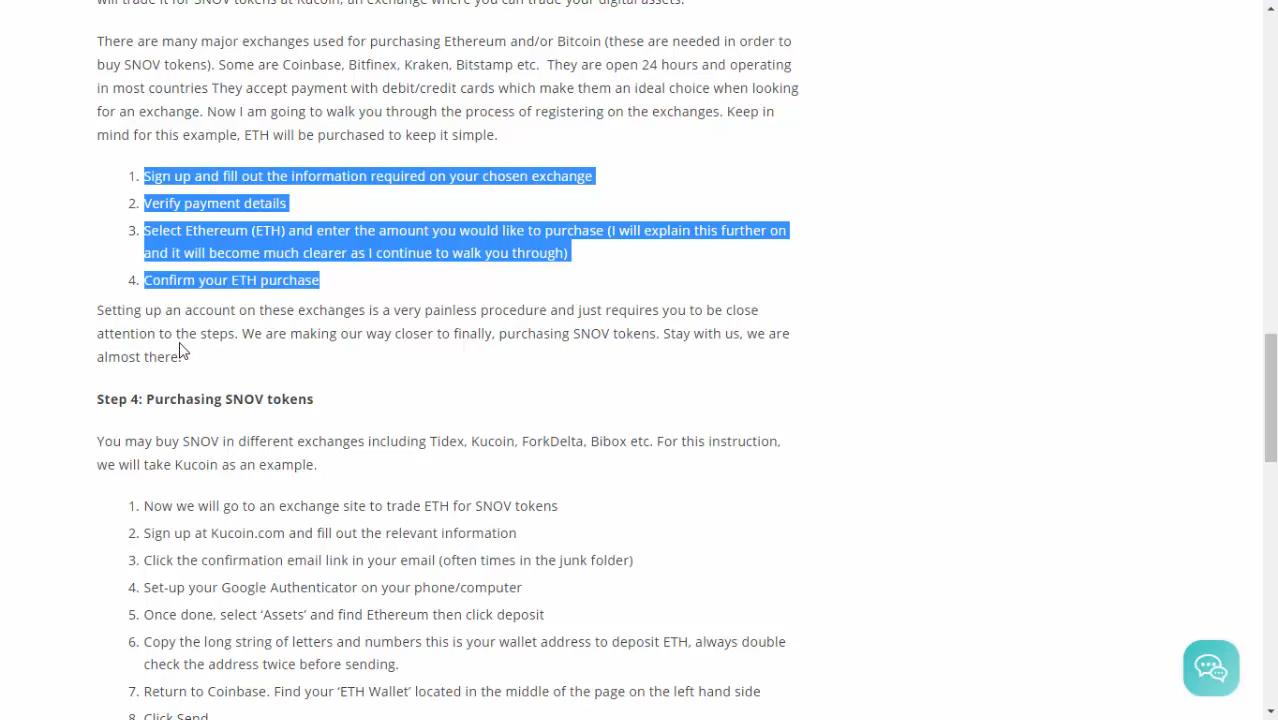 will trade it for SNOV tokens at Kucoin, an exchange where you can trade your digital assets.
There are many major exchanges used for purchasing Ethereum and/or Bitcoin (these are needed in order to
buy SNOV tokens). Some are Coinbase, Bitfinex, Kraken, Bitstamp etc.  They are open 24 hours and operating
in most countries They accept payment with debit/credit cards which make them an ideal choice when looking
for an exchange. Now I am going to walk you through the process of registering on the exchanges. Keep in
mind for this example, ETH will be purchased to keep it simple.
1. Sign up and fill out the information required on your chosen exchange
2. Verify payment details
3. Select Ethereum (ETH) and enter the amount you would like to purchase (I will explain this further on
and it will become much clearer as I continue to walk you through)
4. Confirm your ETH purchase
Setting up an account on these exchanges is a very painless procedure and just requires you to be close
attention to the steps. We are making our way closer to finally, purchasing SNOV tokens. Stay with us, we are
almost there.
Step 4: Purchasing SNOV tokens
You may buy SNOV in different exchanges including Tidex, Kucoin, ForkDelta, Bibox etc. For this instruction,
we will take Kucoin as an example.
1. Now we will go to an exchange site to trade ETH for SNOV tokens
2. Sign up at Kucoin.com and fill out the relevant information
3. Click the confirmation email link in your email (often times in the junk folder)
4. Set-up your Google Authenticator on your phone/computer
5. Once done, select ‘Assets’ and find Ethereum then click deposit
6. Copy the long string of letters and numbers this is your wallet address to deposit ETH, always double
check the address twice before sending.
7. Return to Coinbase. Find your ‘ETH Wallet’ located in the middle of the page on the left hand side
8. Click Send